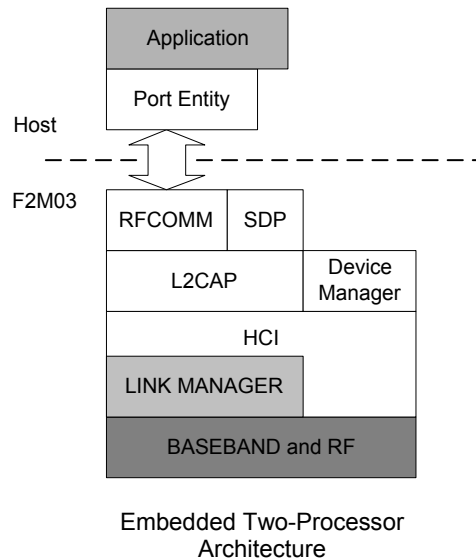 Application
Port Entity
Host
F2M03
RFCOMM
SDP
L2CAP
Device
Manager
HCI
LINK MANAGER
BASEBAND and RF
Embedded Two-Processor
Architecture